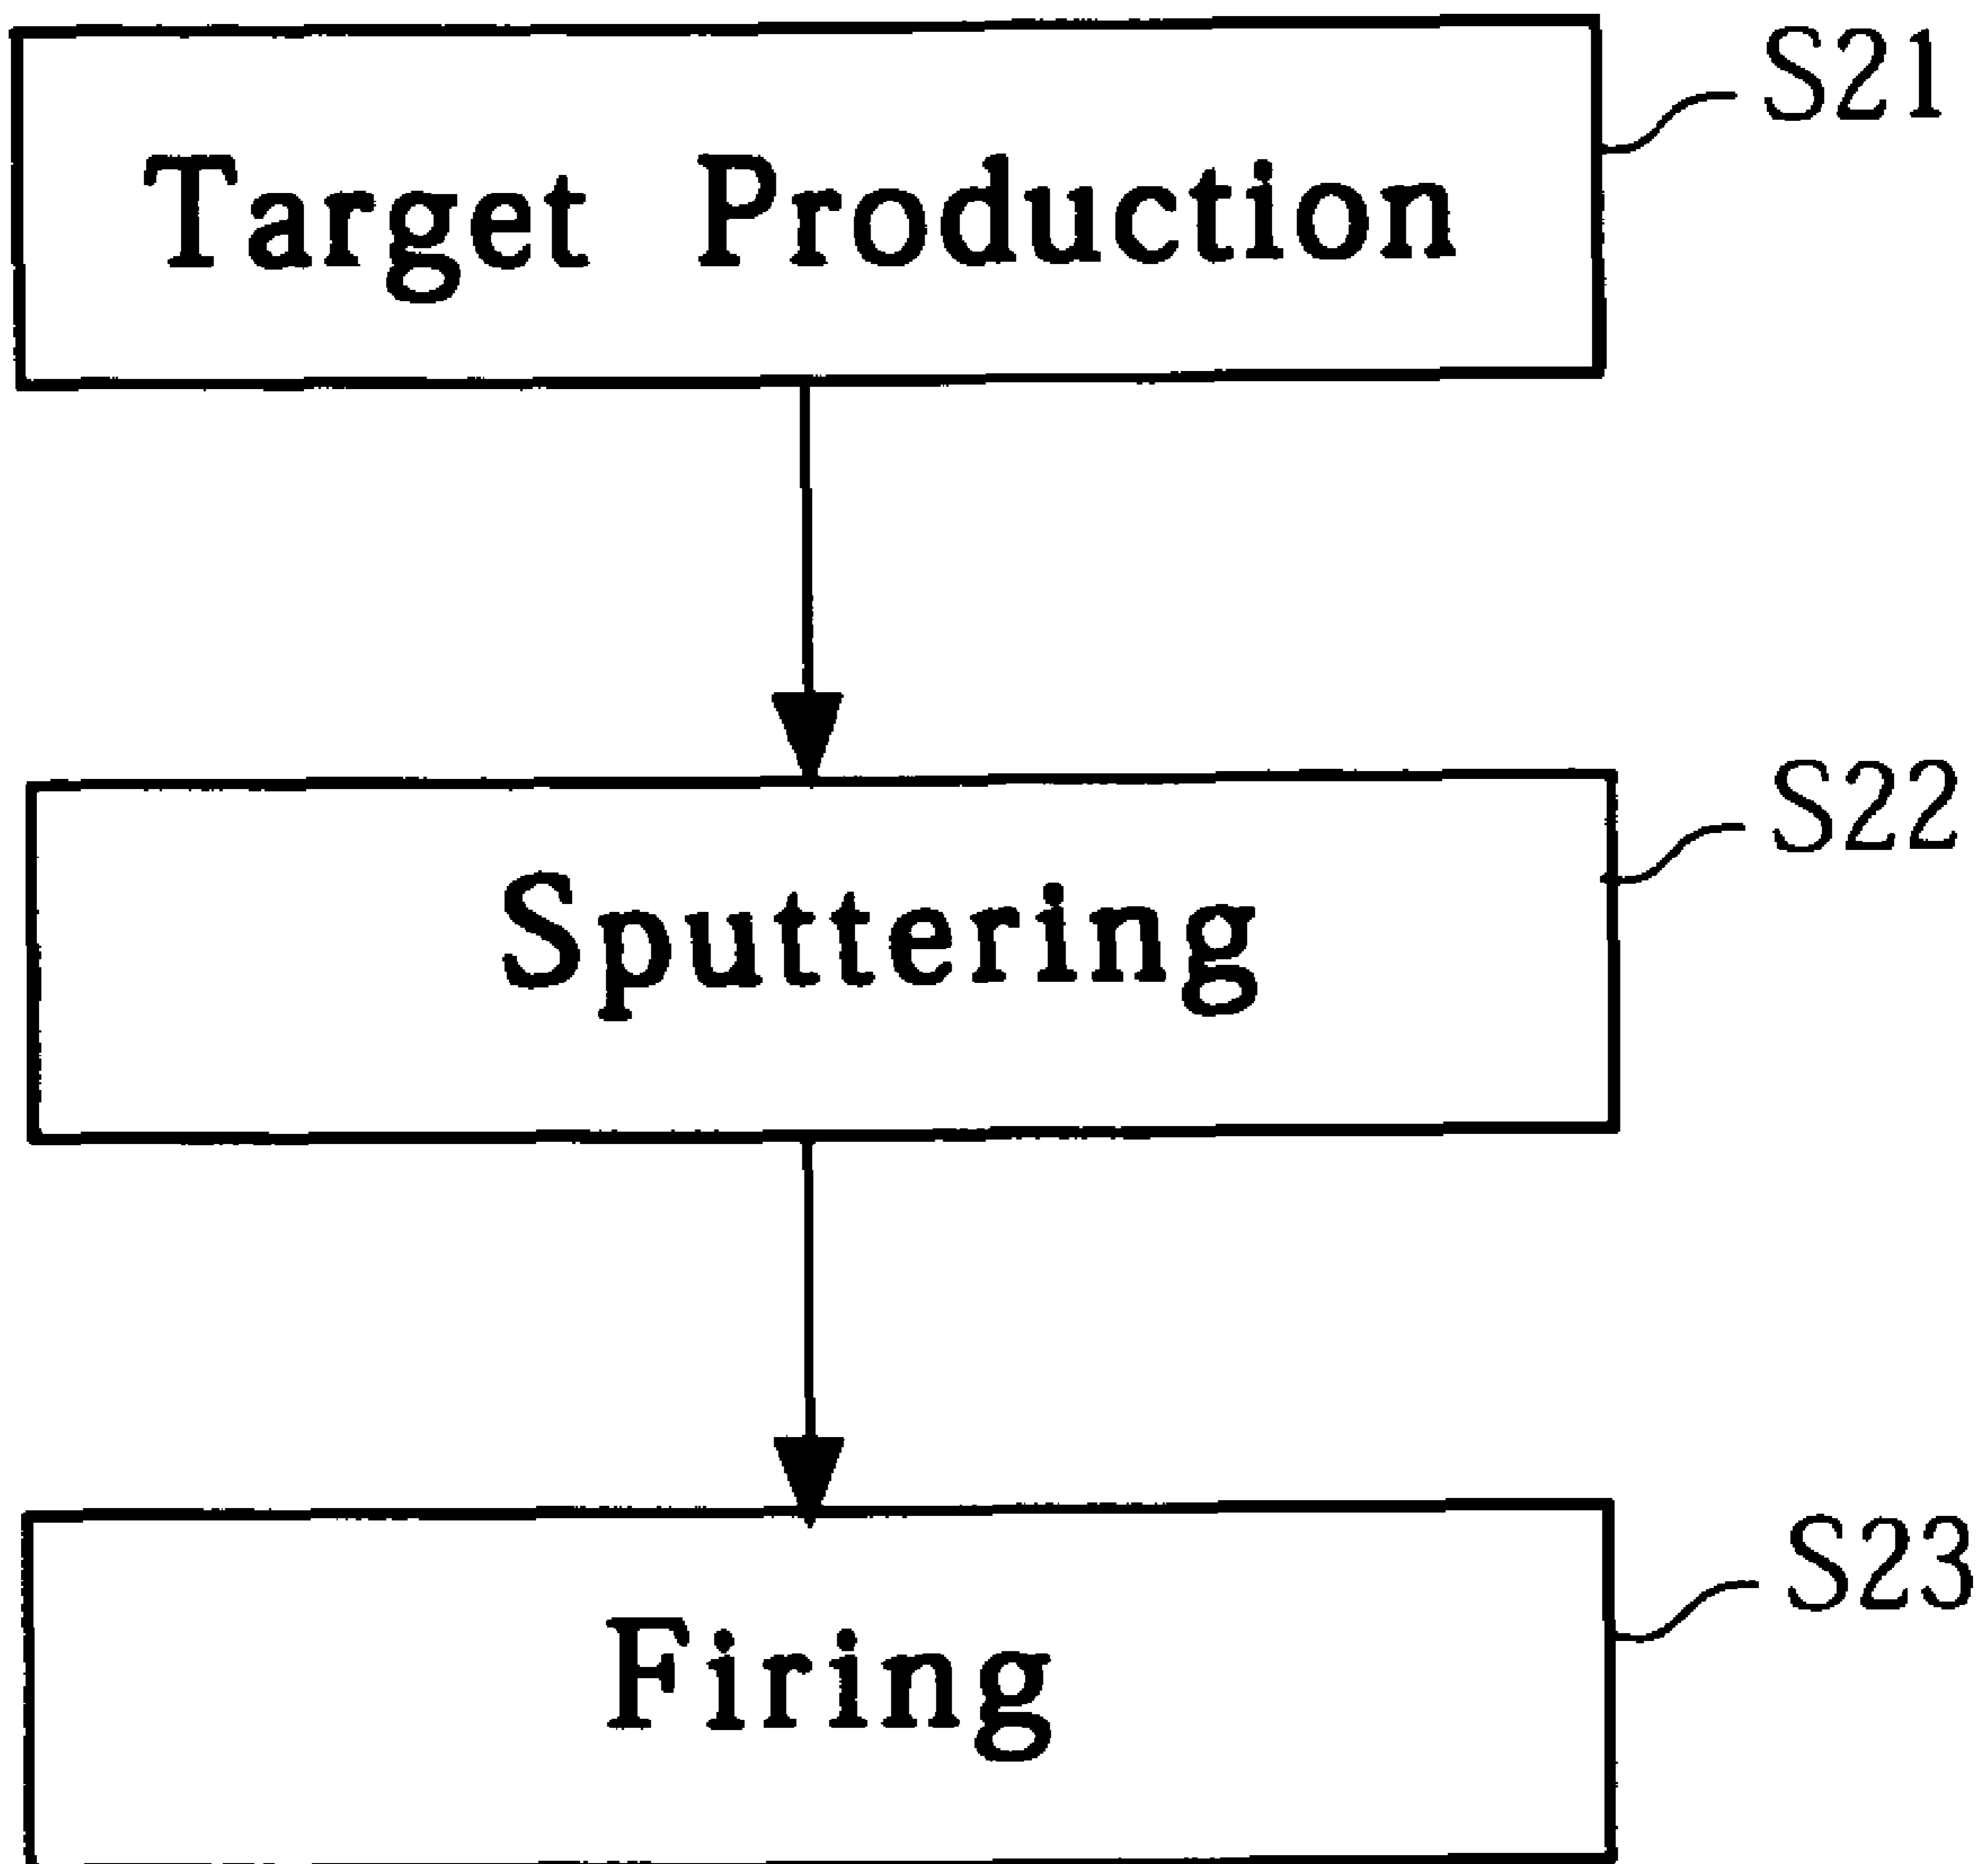 S21
Target Production
S22
Sputtering
S23
Firing